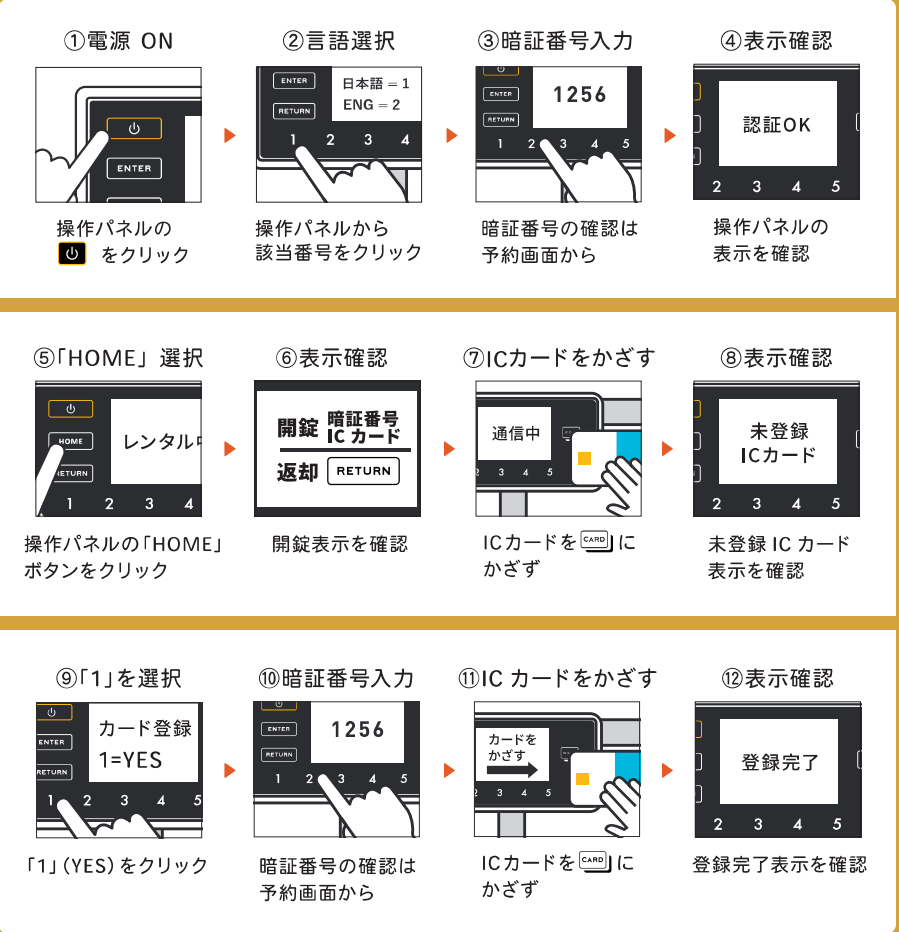 ①電源 ON
ENTER
操作パネルの
をクリック
②言語選択
ENTER
RETURN
日本語 = 1
ENG = 2
1 2 3 4
操作パネルから
該当番号をクリック
③暗証番号入力
ENTER
RETURN
1256
1 2 3 4 5
暗証番号の確認は
予約画面から
④表示確認
認証OK
2 3 4 5
操作パネルの
表示を確認
⑤「HOME」選択
HOME
RETURN
レンタル中
1 2 3 4
操作パネルの「HOME」
ボタンをクリック
⑥表示確認
開錠 暗証番号
IC カード
返却 RETURN
開錠表示を確認
⑦ICカードをかざす
通信中
2 3 4 5
ICカードを CARD に
かざず
⑧表示確認
未登録
ICカード
2 3 4 5
未登録 IC カード
表示を確認
⑨「1」を選択
ENTER
RETURN
カード登録
1=YES
1 2 3 4 5
「1」(YES)をクリック
⑩暗証番号入力
ENTER
RETURN
1256
1 2 3 4 5
暗証番号の確認は
予約画面から
⑪IC カードをかざす
カードを
かざす
2 3 4 5
ICカードを CARD に
かざず
⑫表示確認
登録完了
2 3 4 5
登録完了表示を確認